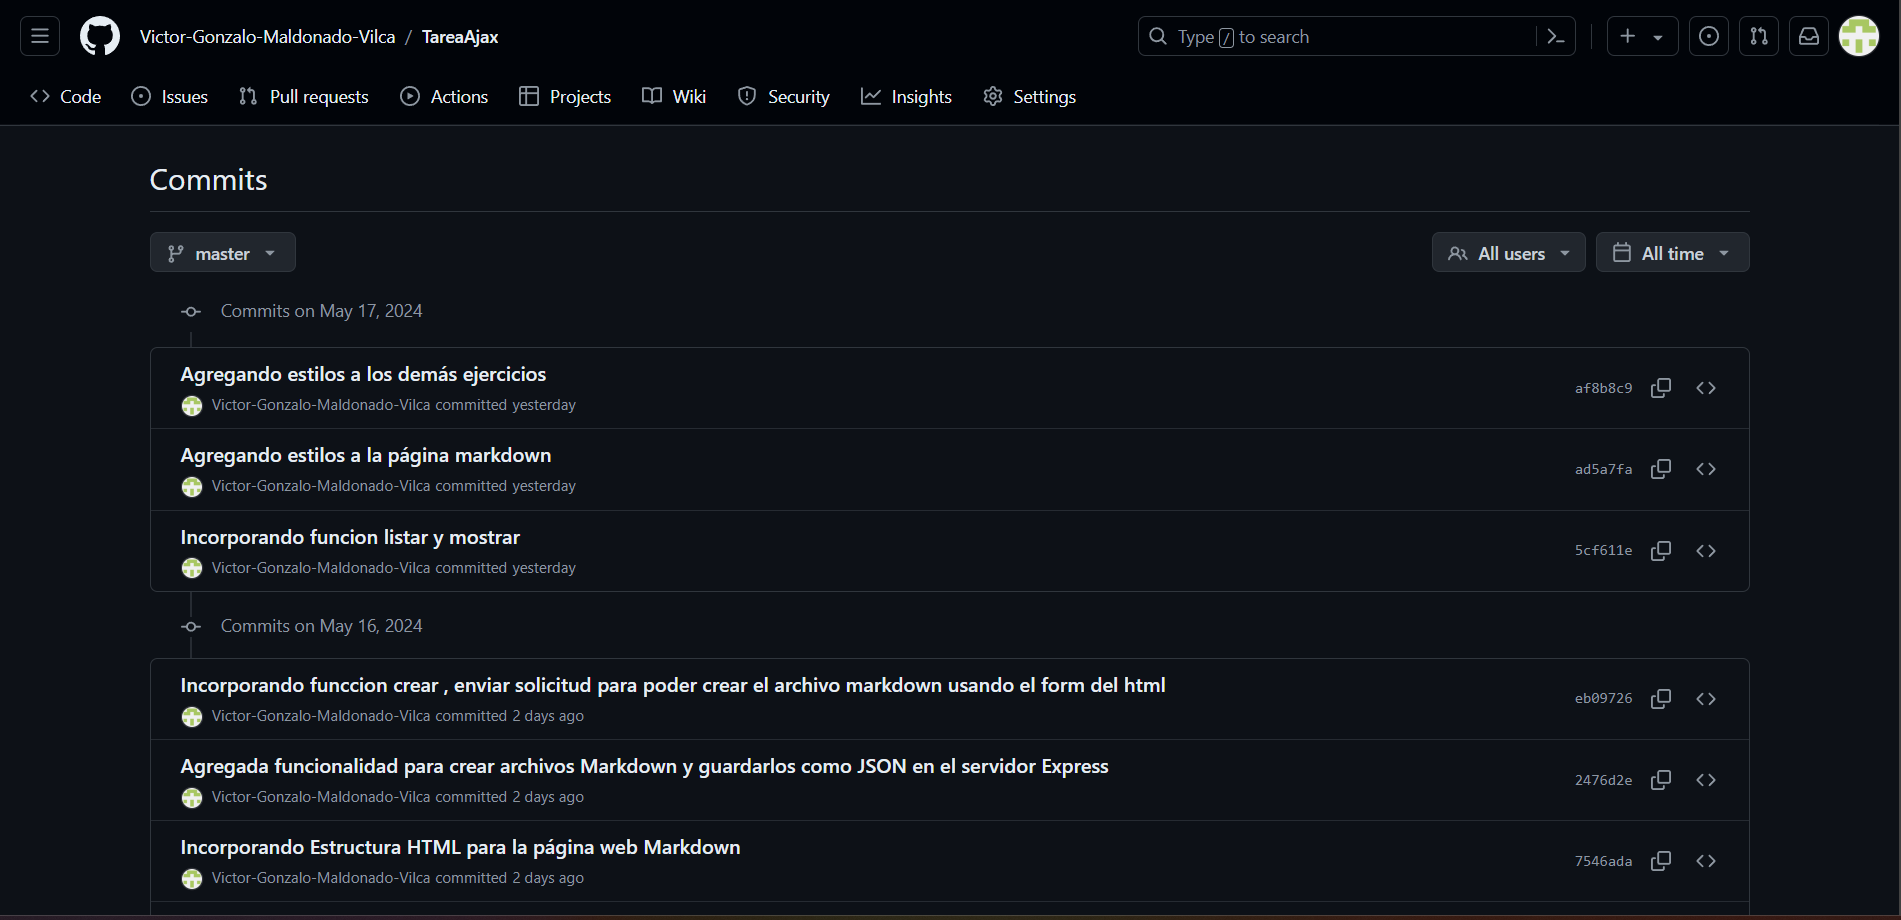 Victor-Gonzalo-Maldonado-Vilca / TareaAjax
Type / to search
Code Issues Pull requests Actions Projects Wiki Security Insights Settings
Commits
master
All users All time
Commits on May 17, 2024
Agregando estilos a los demás ejercicios
Victor-Gonzalo-Maldonado-Vilca committed yesterday
af8b8c9
Agregando estilos a la página markdown
Victor-Gonzalo-Maldonado-Vilca committed yesterday
ad5a7fa
Incorporando funcion listar y mostrar
Victor-Gonzalo-Maldonado-Vilca committed yesterday
5cf611e
Commits on May 16, 2024
Incorporando funccion crear , enviar solicitud para poder crear el archivo markdown usando el form del html
Victor-Gonzalo-Maldonado-Vilca committed 2 days ago
eb09726
Agregada funcionalidad para crear archivos Markdown y guardarlos como JSON en el servidor Express
Victor-Gonzalo-Maldonado-Vilca committed 2 days ago
2476d2e
Incorporando Estructura HTML para la página web Markdown
Victor-Gonzalo-Maldonado-Vilca committed 2 days ago
7546ada